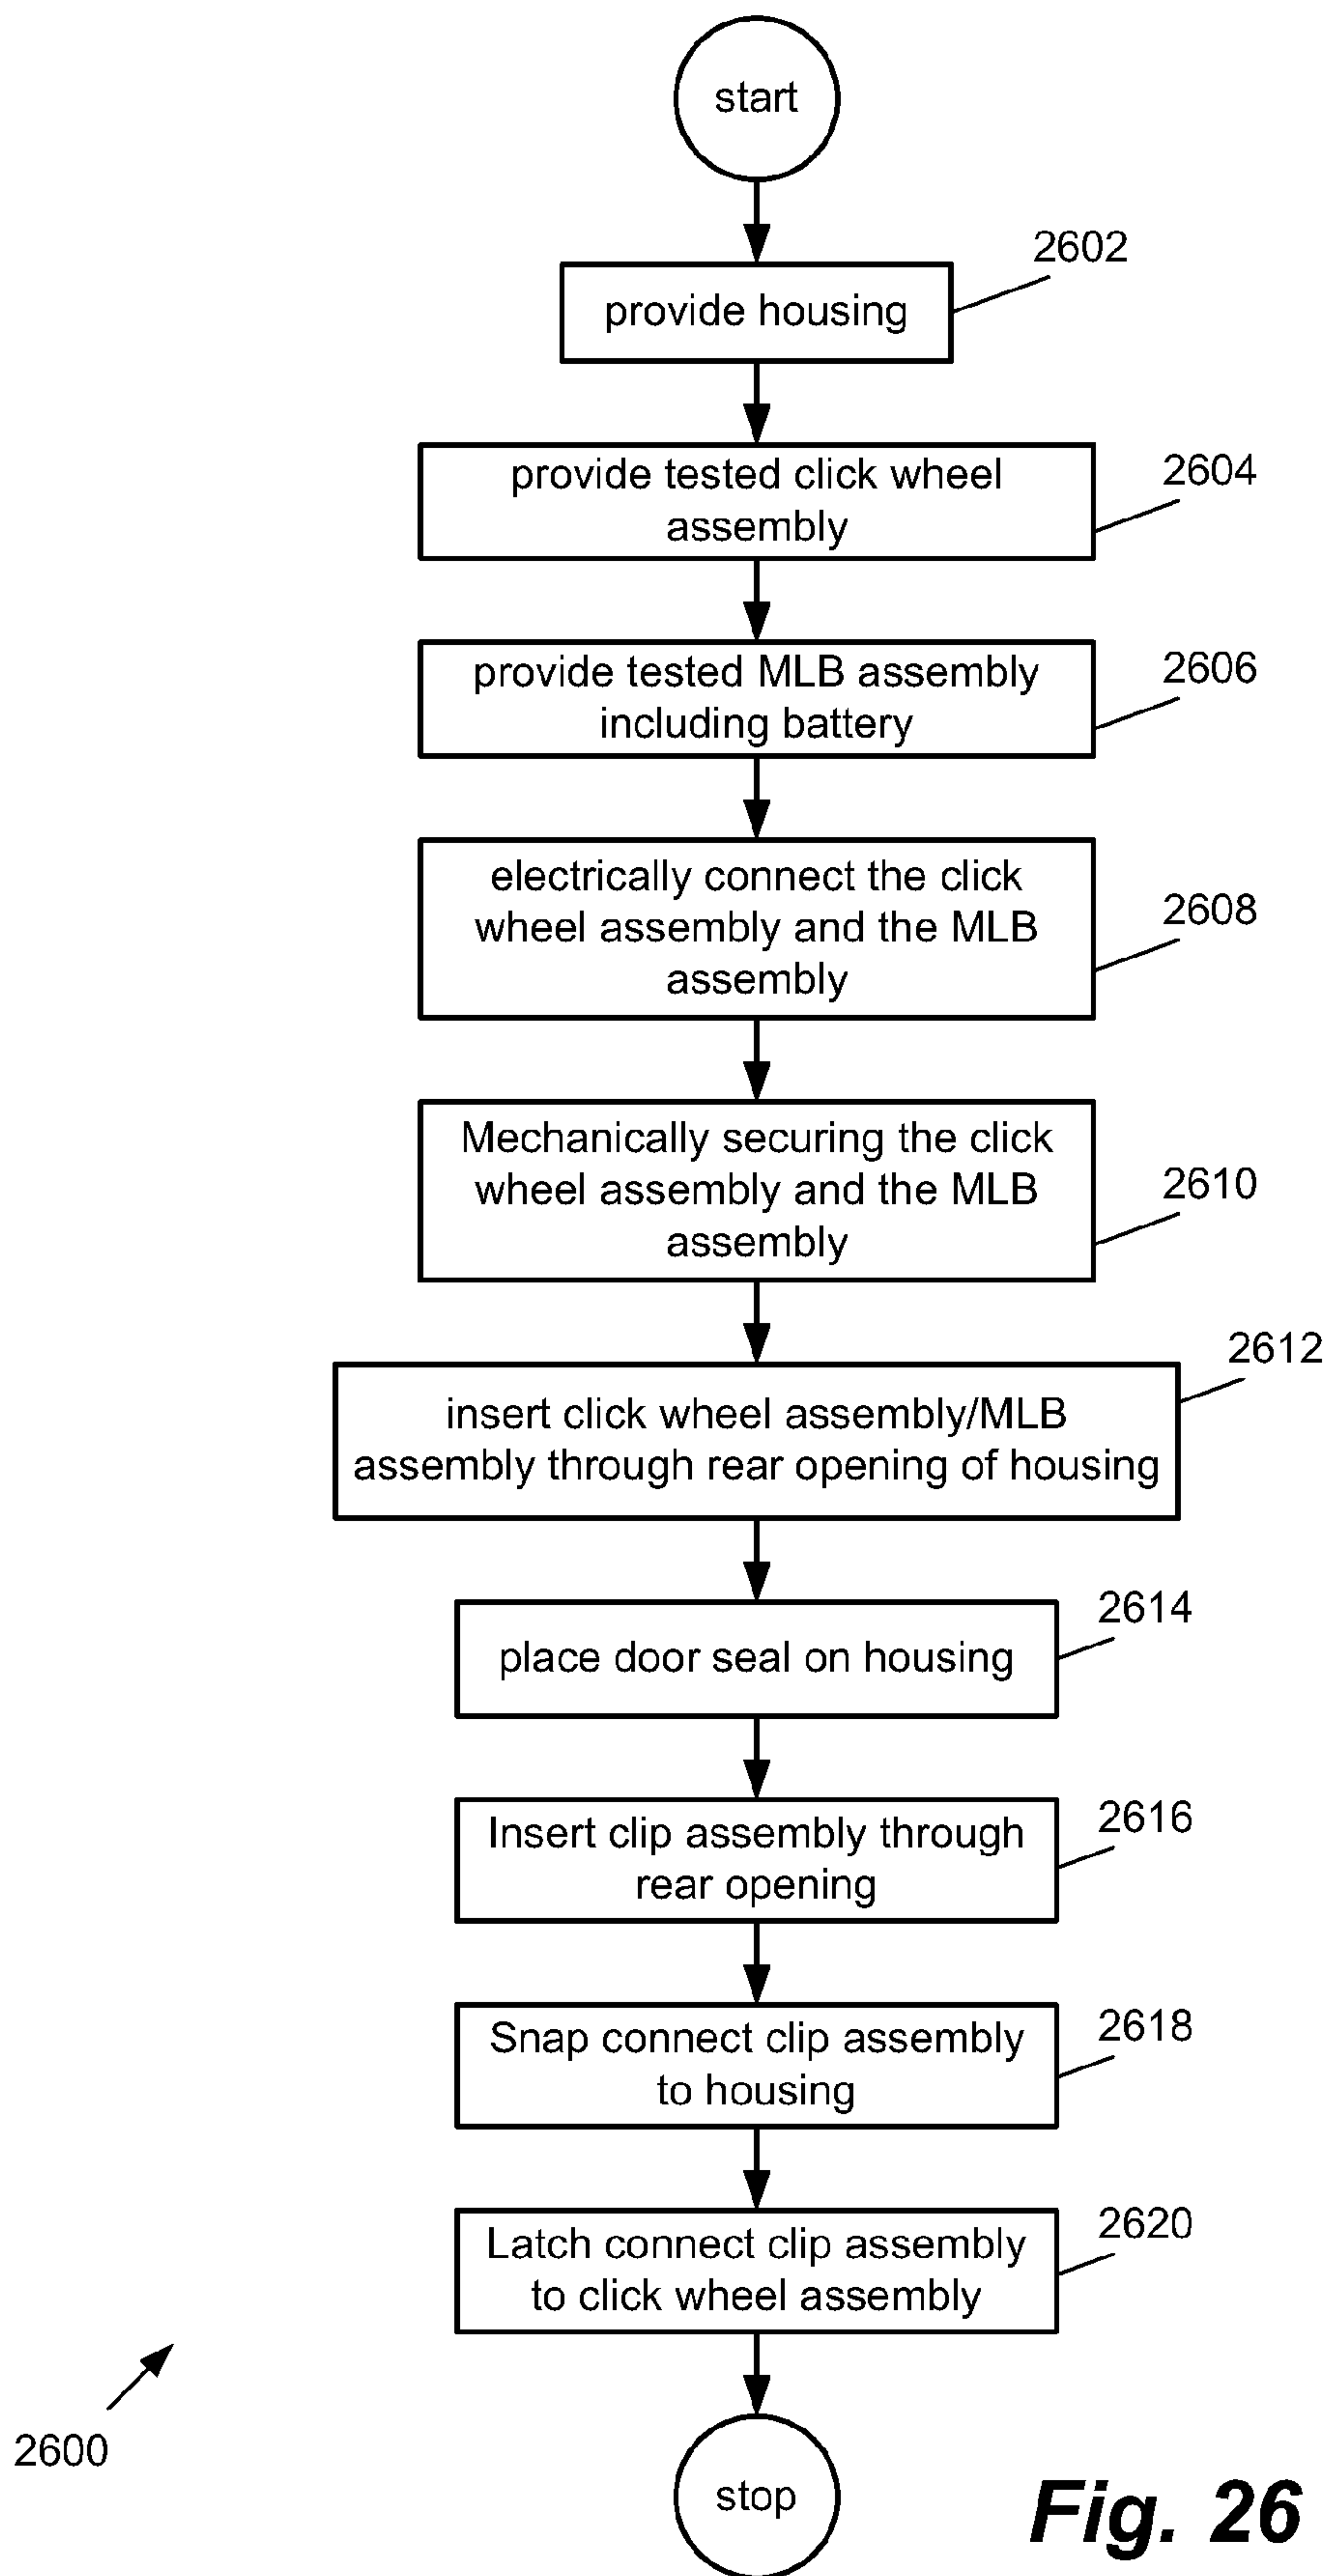 start
2602
provide housing
2604
provide tested click wheel
assembly
2606
provide tested MLB assembly
including battery
2608
electrically connect the click
wheel assembly and the MLB
assembly
2610
Mechanically securing the click
wheel assembly and the MLB
assembly
2612
insert click wheel assembly/MLB
assembly through rear opening of housing
2614
place door seal on housing
2616
Insert clip assembly through
rear opening
2618
Snap connect clip assembly
to housing
2620
Latch connect clip assembly
to click wheel assembly
2600
stop
Fig. 26